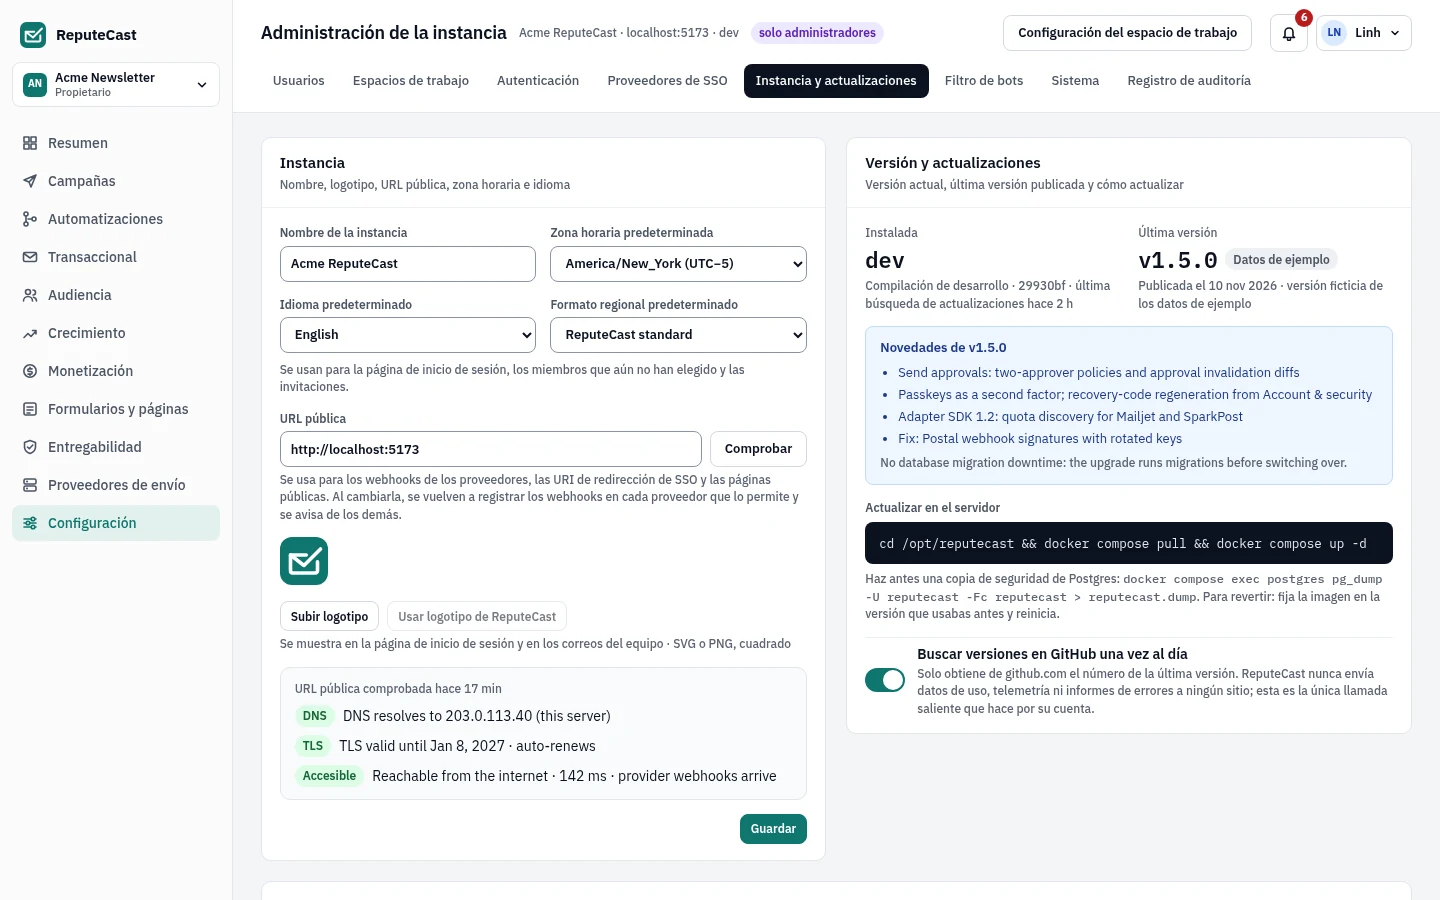 ReputeCast
AN
Acme Newsletter
Propietario
Resumen
Campañas
Automatizaciones
Transaccional
Audiencia
Crecimiento
Monetización
Formularios y páginas
Entregabilidad
Proveedores de envío
Configuración
Administración de la instancia
Acme ReputeCast · localhost:5173 · dev
solo administradores
Configuración del espacio de trabajo
6
LN
Linh
Usuarios
Espacios de trabajo
Autenticación
Proveedores de SSO
Instancia y actualizaciones
Filtro de bots
Sistema
Registro de auditoría
Instancia
Nombre, logotipo, URL pública, zona horaria e idioma
Nombre de la instancia
Acme ReputeCast
Zona horaria predeterminada
America/New_York (UTC−5)
Idioma predeterminado
English
Formato regional predeterminado
ReputeCast standard
Se usan para la página de inicio de sesión, los miembros que aún no han elegido y las
invitaciones.
URL pública
http://localhost:5173
Comprobar
Se usa para los webhooks de los proveedores, las URI de redirección de SSO y las páginas
públicas. Al cambiarla, se vuelven a registrar los webhooks en cada proveedor que lo permite y
se avisa de los demás.
Subir logotipo
Usar logotipo de ReputeCast
Se muestra en la página de inicio de sesión y en los correos del equipo · SVG o PNG, cuadrado
URL pública comprobada hace 17 min
DNS
DNS resolves to 203.0.113.40 (this server)
TLS
TLS valid until Jan 8, 2027 · auto-renews
Accesible
Reachable from the internet · 142 ms · provider webhooks arrive
Guardar
Versión y actualizaciones
Versión actual, última versión publicada y cómo actualizar
Instalada
dev
Compilación de desarrollo · 29930bf · última
búsqueda de actualizaciones hace 2 h
Última versión
v1.5.0
Datos de ejemplo
Publicada el 10 nov 2026 · versión ficticia de
los datos de ejemplo
Novedades de v1.5.0
• Send approvals: two-approver policies and approval invalidation diffs
• Passkeys as a second factor; recovery-code regeneration from Account & security
• Adapter SDK 1.2: quota discovery for Mailjet and SparkPost
• Fix: Postal webhook signatures with rotated keys
No database migration downtime: the upgrade runs migrations before switching over.
Actualizar en el servidor
cd /opt/reputecast && docker compose pull && docker compose up -d
Haz antes una copia de seguridad de Postgres: docker compose exec postgres pg_dump
-U reputecast -Fc reputecast > reputecast.dump. Para revertir: fija la imagen en la
versión que usabas antes y reinicia.
Buscar versiones en GitHub una vez al día
Solo obtiene de github.com el número de la última versión. ReputeCast nunca envía
datos de uso, telemetría ni informes de errores a ningún sitio; esta es la única llamada
saliente que hace por su cuenta.